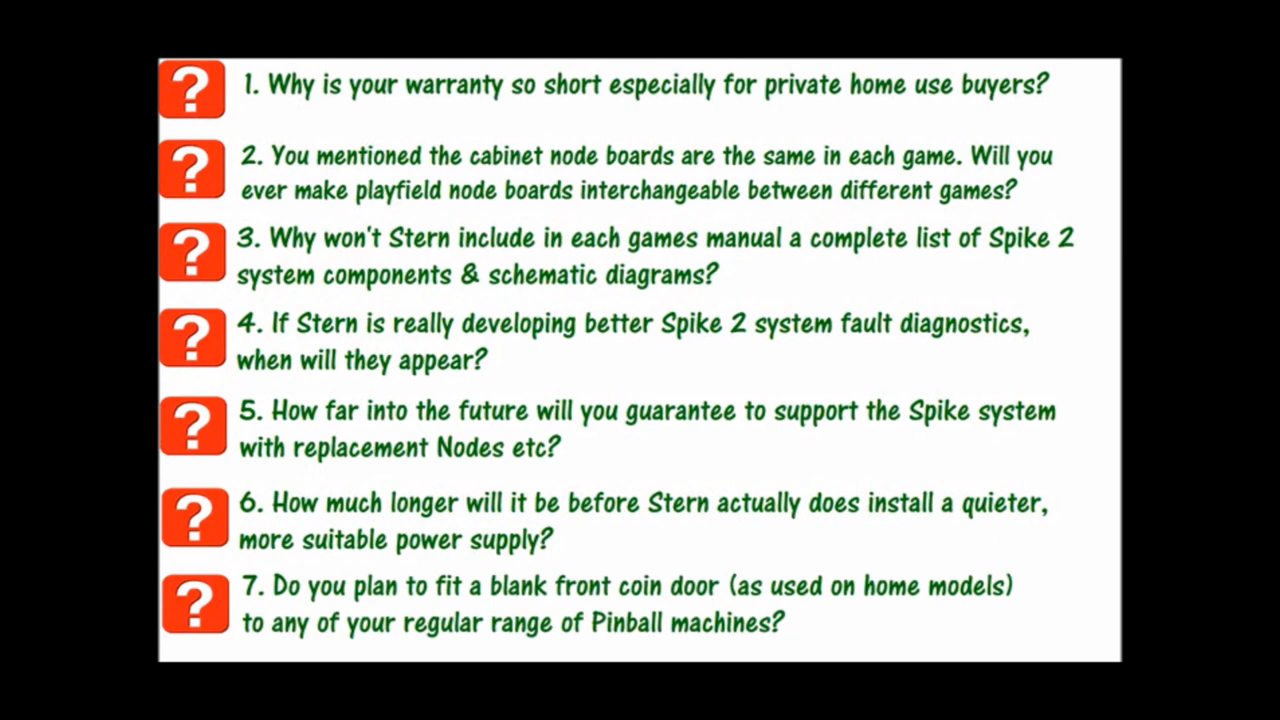 ? 1. Why is your warranty so short especially for private home use buyers?
? 2. You mentioned the cabinet node boards are the same in each game. Will you
ever make playfield node boards interchangeable between different games?
? 3. Why won't Stern include in each games manual a complete list of Spike 2
system components & schematic diagrams?
? 4. If Stern is really developing better Spike 2 system fault diagnostics,
when will they appear?
? 5. How far into the future will you guarantee to support the Spike system
with replacement Nodes etc?
? 6. How much longer will it be before Stern actually does install a quieter,
more suitable power supply?
? 7. Do you plan to fit a blank front coin door (as used on home models)
to any of your regular range of Pinball machines?